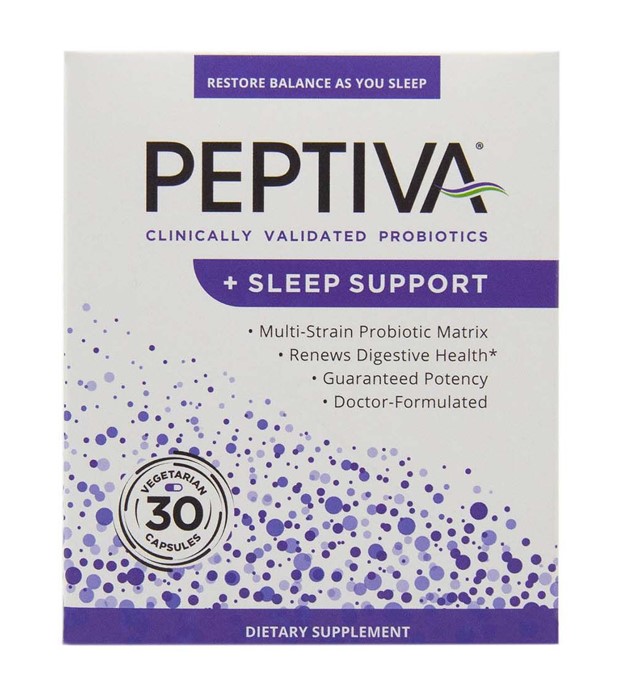 RESTORE BALANCE AS YOU SLEEP
PEPTIVA®
CLINICALLY VALIDATED PROBIOTICS
+ SLEEP SUPPORT
• Multi-Strain Probiotic Matrix
• Renews Digestive Health*
• Guaranteed Potency
• Doctor-Formulated
VEGETARIAN
30
CAPSULES
DIETARY SUPPLEMENT